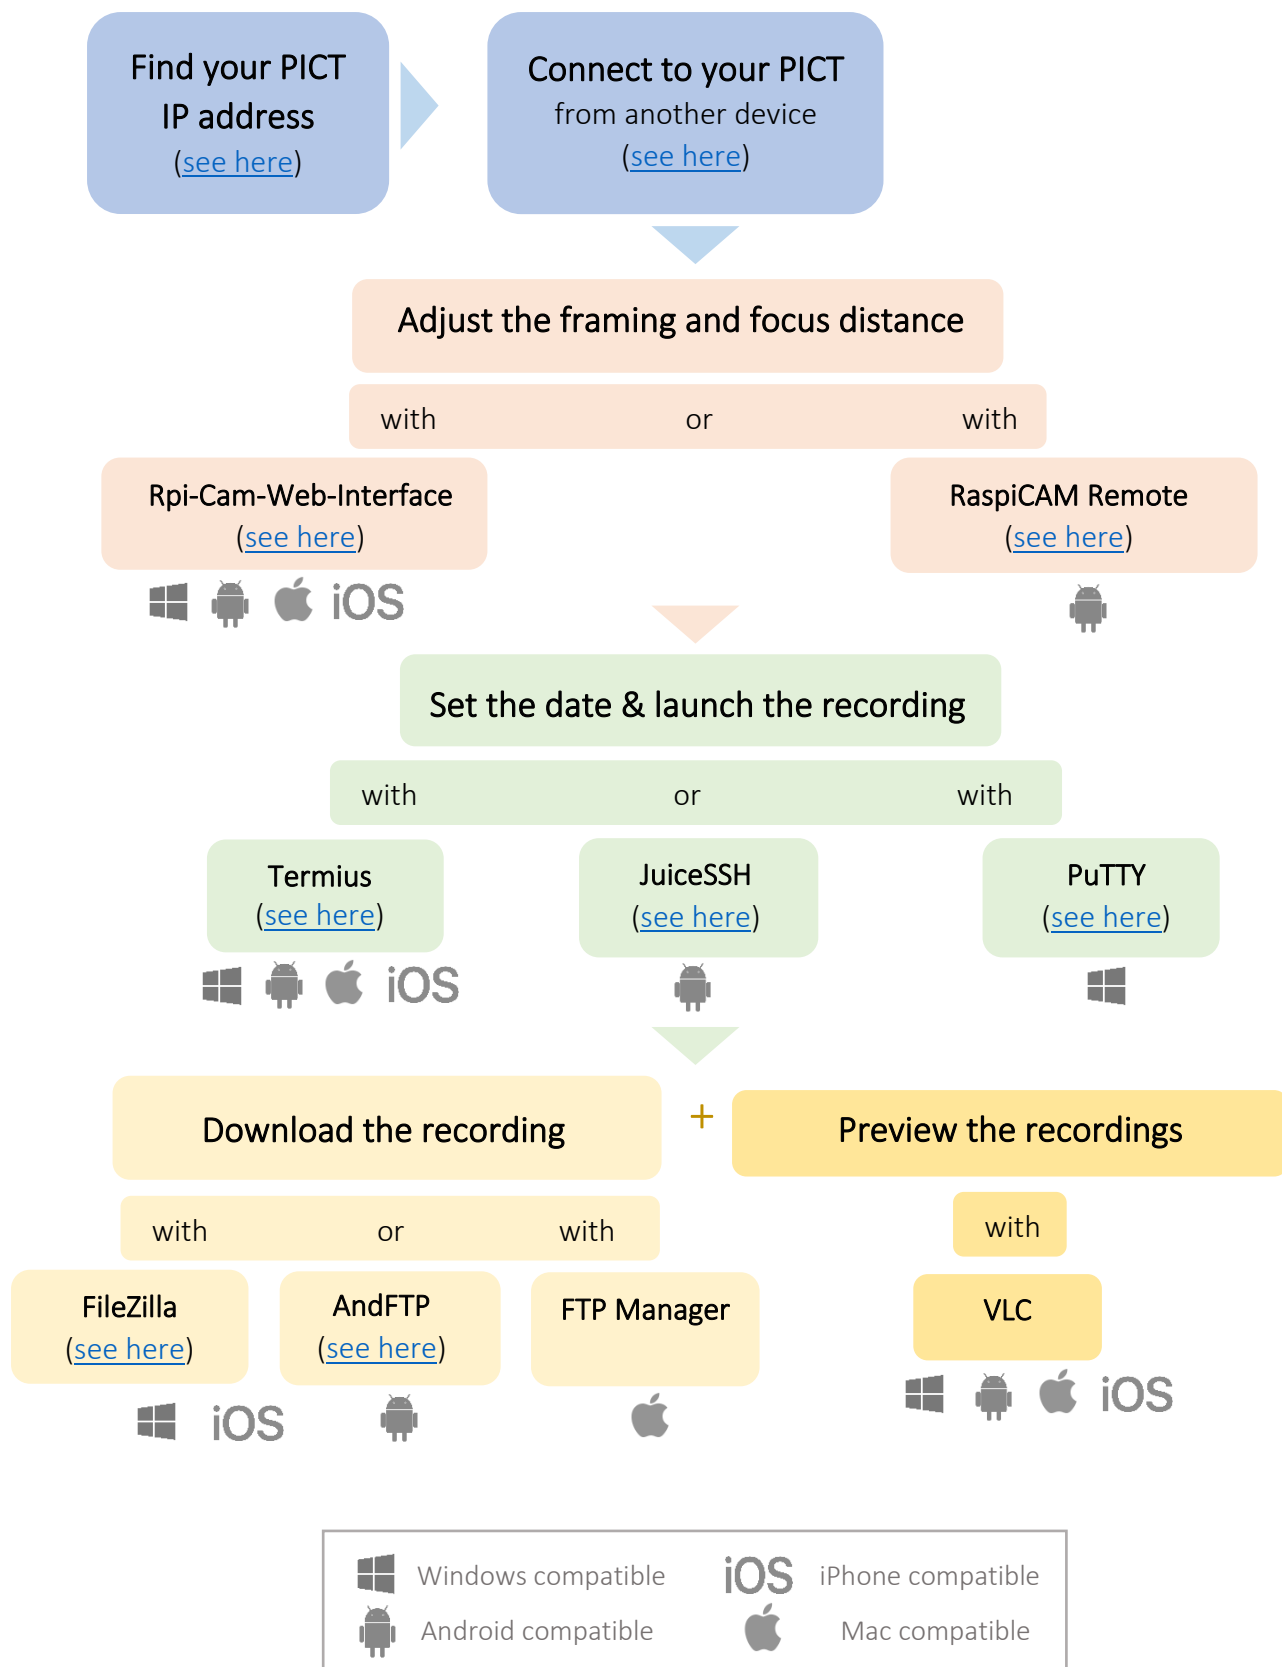 Find your PICT
IP address
(see here)
Connect to your PICT
from another device
(see here)
Adjust the framing and focus distance
with or with
Rpi-Cam-Web-Interface
(see here)
RaspiCAM Remote
(see here)
iOS
Set the date & launch the recording
with or with
Termius
(see here)
JuiceSSH
(see here)
PuTTY
(see here)
iOS
Download the recording
+
Preview the recordings
with or with
with
FileZilla
(see here)
AndFTP
(see here)
FTP Manager
VLC
iOS
iOS
Windows compatible
iOS iPhone compatible
Android compatible
Mac compatible